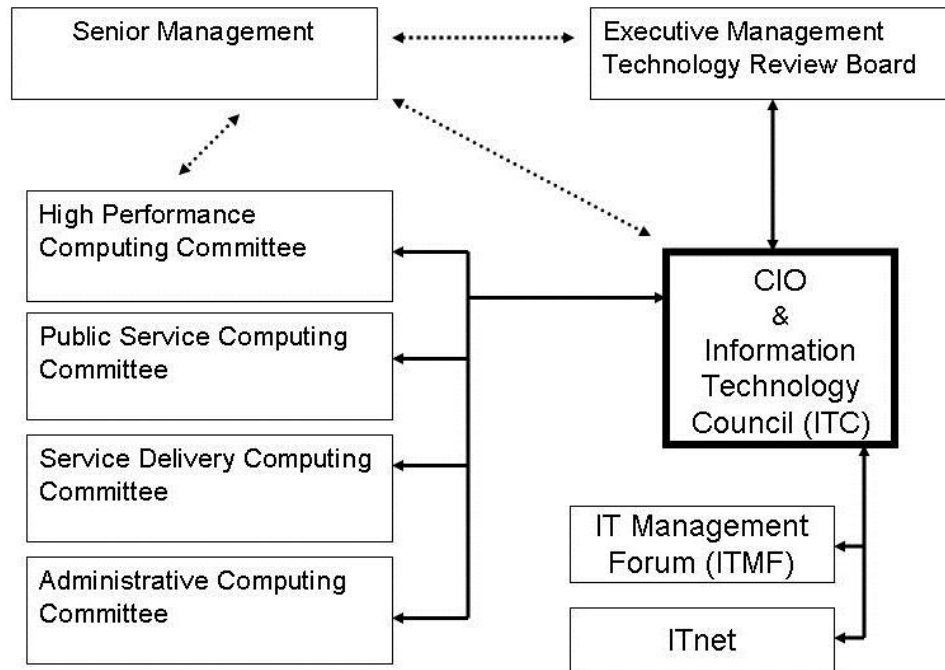 Senior Management
Executive Management
Technology Review Board
High Performance
Computing Committee
Public Service Computing
Committee
Service Delivery Computing
Committee
Administrative Computing
Committee
CIO
&
Information
Technology
Council (ITC)
IT Management
Forum (ITMF)
ITnet